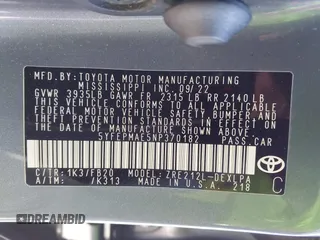 MFD.BY:TOYOTA MOTOR MANUFACTURING
MISSISSIPPI INC. 09/22
GVWR 3935LB GAWR FR 2315LB RR 2140LB
THIS VEHICLE CONFORMS TO ALL APPLICABLE
FEDERAL MOTOR VEHICLE SAFETY AND THEFT
PREVENTION STANDARDS IN EFFECT ON THE DATE
OF MANUFACTURE SHOWN ABOVE.
5YFEPMAE5NP370182 PASS.CAR
C/TR:1K3/FB20 MODEL:ZRE212L-DEXLPA
A/TM: /K313 MADE IN U.S.A. 218
TOYOTA
C
AUTOBIDMASTER